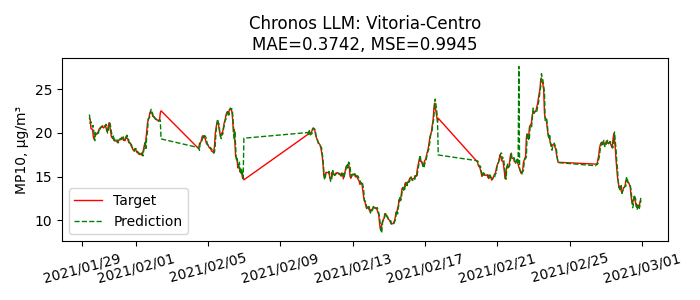 Chronos LLM: Vitoria-Centro
MAE=0.3742, MSE=0.9945
MP10, μg/m³
25
20
15
10
Target
Prediction
2021/01/29
2021/02/01
2021/02/05
2021/02/09
2021/02/13
2021/02/17
2021/02/21
2021/02/25
2021/03/01